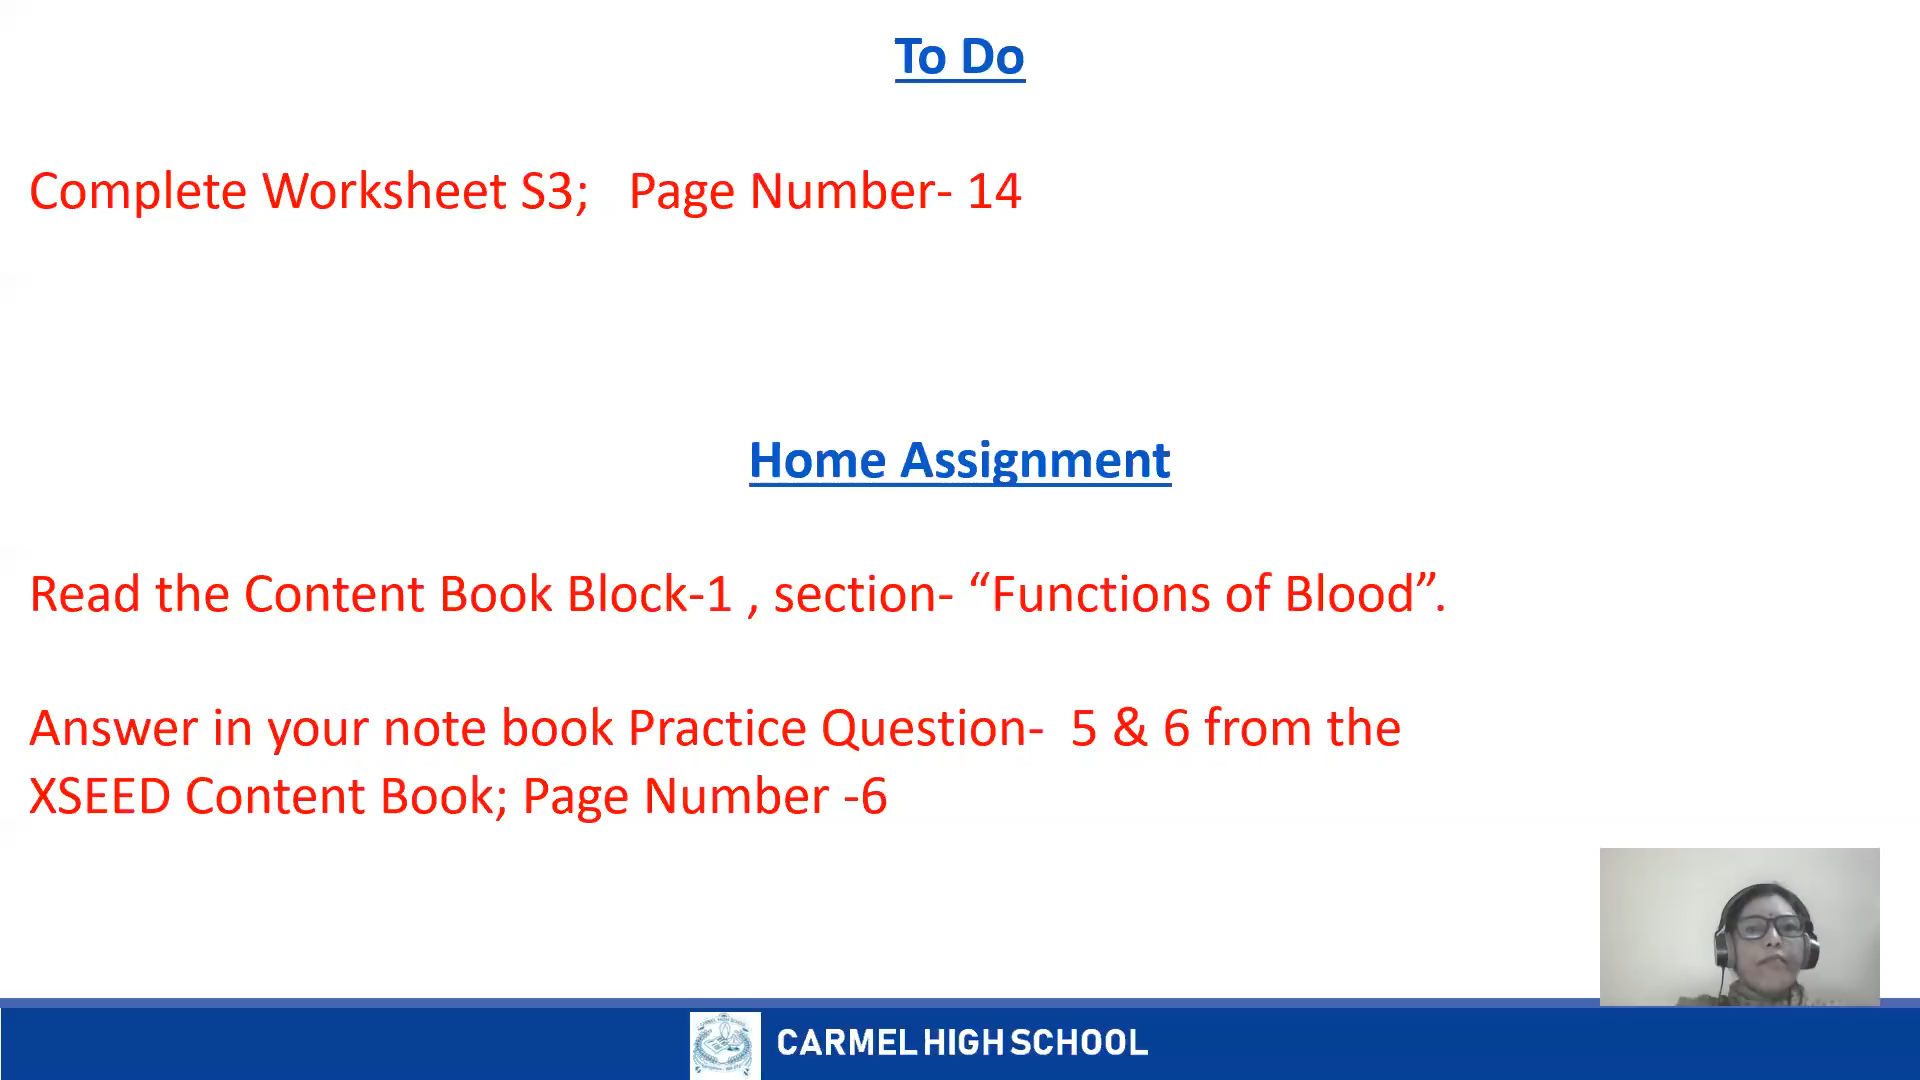 To Do
Complete Worksheet S3;   Page Number- 14
Home Assignment
Read the Content Book Block-1 , section- “Functions of Blood”.
Answer in your note book Practice Question-  5 & 6 from the
XSEED Content Book; Page Number -6
CARMEL HIGH SCHOOL